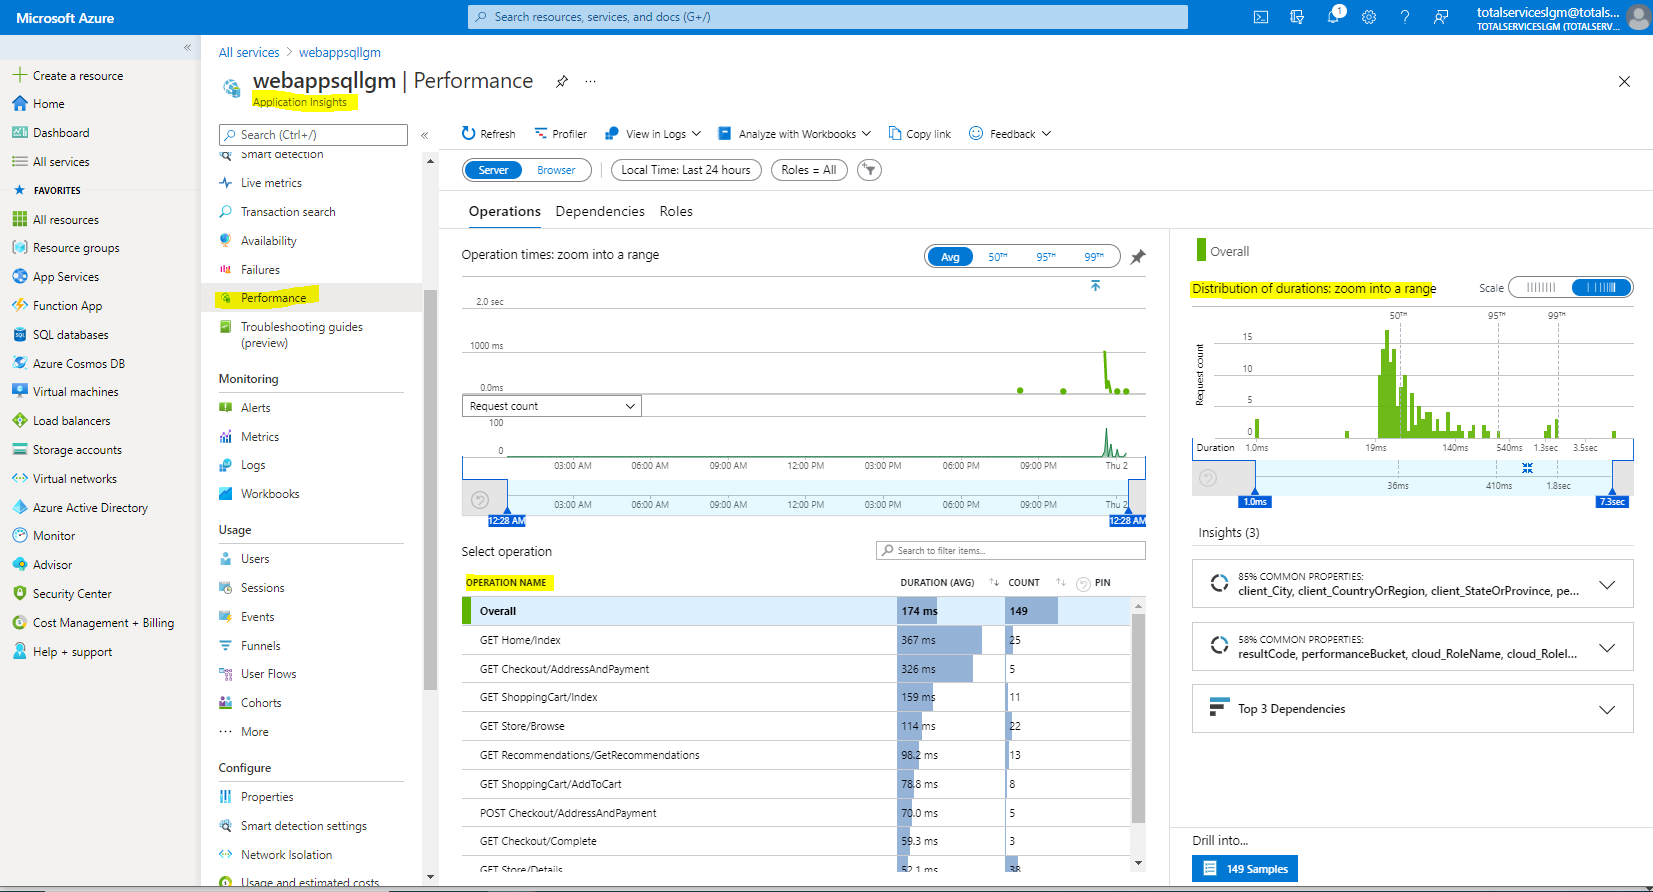 Microsoft Azure
Search resources, services, and docs (G+/)
1
totalserviceslgm@totals...
TOTALSERVICESLGM (TOTALSERV...
«
Create a resource
Home
Dashboard
All services
FAVORITES
All resources
Resource groups
App Services
Function App
SQL databases
Azure Cosmos DB
Virtual machines
Load balancers
Storage accounts
Virtual networks
Azure Active Directory
Monitor
Advisor
Security Center
Cost Management + Billing
Help + support
All services > webappsqllgm
webappsqllgm | Performance
...
Application Insights
Search (Ctrl+/)
«
Smart detection
Live metrics
Transaction search
Availability
Failures
Performance
Troubleshooting guides
(preview)
Monitoring
Alerts
Metrics
Logs
Workbooks
Usage
Users
Sessions
Events
Funnels
User Flows
Cohorts
... More
Configure
Properties
Smart detection settings
Network Isolation
Usage and estimated costs
Refresh
Profiler
View in Logs
Analyze with Workbooks
Copy link
Feedback
Server
Browser
Local Time: Last 24 hours
Roles = All
Operations
Dependencies
Roles
Operation times: zoom into a range
Avg
50TH
95TH
99TH
2.0 sec
1000 ms
0.0ms
Request count
100
0
03:00 AM 06:00 AM 09:00 AM 12:00 PM 03:00 PM 06:00 PM 09:00 PM Thu 2
03:00 AM 06:00 AM 09:00 AM 12:00 PM 03:00 PM 06:00 PM 09:00 PM Thu 2
12:28 AM 12:28 AM
Select operation
Search to filter items...
OPERATION NAME DURATION (AVG) COUNT PIN
Overall 174 ms 149
GET Home/Index 367 ms 25
GET Checkout/AddressAndPayment 326 ms 5
GET ShoppingCart/Index 159 ms 11
GET Store/Browse 114 ms 22
GET Recommendations/GetRecommendations 98.2 ms 13
GET ShoppingCart/AddToCart 78.8 ms 8
POST Checkout/AddressAndPayment 70.0 ms 5
GET Checkout/Complete 59.3 ms 3
GET Store/Details 52.1 ms 38
Overall
Distribution of durations: zoom into a range
Scale
50TH 95TH 99TH
Request count
15
10
5
0
Duration 1.0ms 19ms 140ms 540ms 1.3sec 3.5sec
36ms 410ms 1.8sec
1.0ms 7.3sec
Insights (3)
85% COMMON PROPERTIES:
client_City, client_CountryOrRegion, client_StateOrProvince, pe...
58% COMMON PROPERTIES:
resultCode, performanceBucket, cloud_RoleName, cloud_RoleI...
Top 3 Dependencies
Drill into...
149 Samples